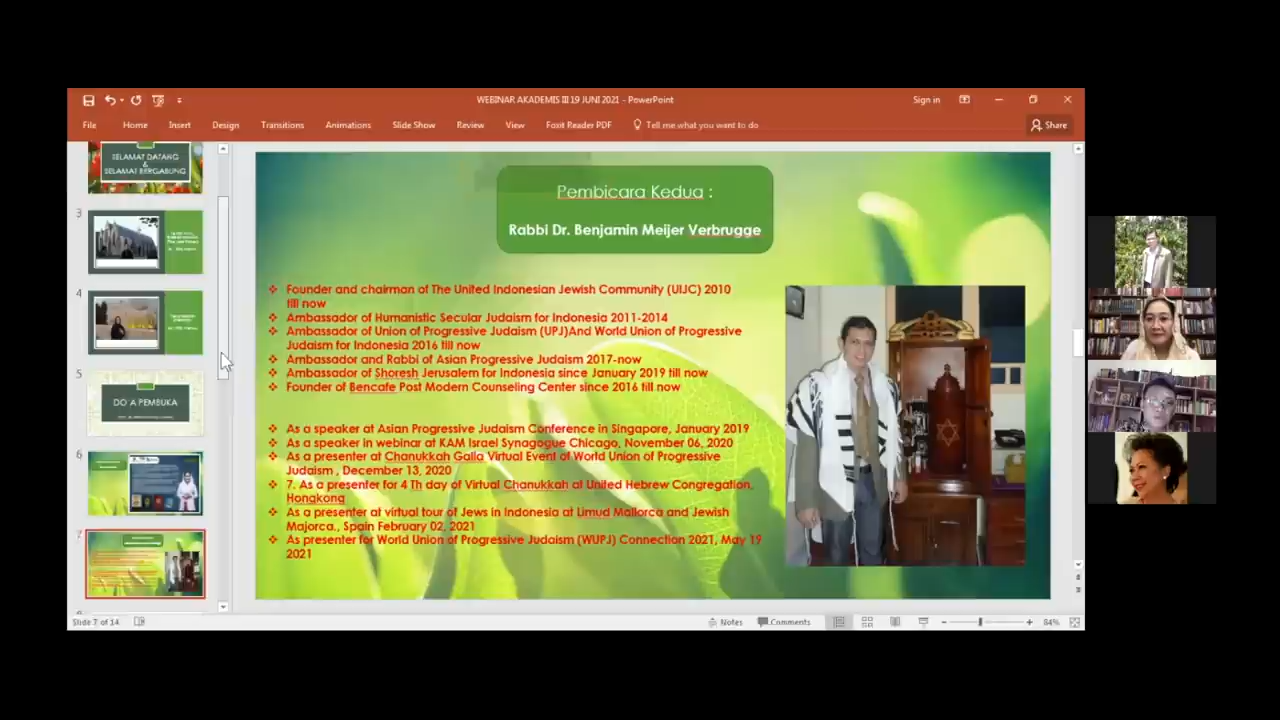 WEBINAR AKADEMIS III 19 JUNI 2021 - PowerPoint
Sign in
File Home Insert Design Transitions Animations Slide Show Review View Foxit Reader PDF Tell me what you want to do
Share
SELAMAT DATANG
&
SELAMAT BERGABUNG
3
4
5
DO'A PEMBUKA
6
7
Pembicara Kedua :
Rabbi Dr. Benjamin Meijer Verbrugge
❖ Founder and chairman of The United Indonesian Jewish Community (UIJC) 2010
till now
❖ Ambassador of Humanistic Secular Judaism for Indonesia 2011-2014
❖ Ambassador of Union of Progressive Judaism (UPJ)And World Union of Progressive
Judaism for Indonesia 2016 till now
❖ Ambassador and Rabbi of Asian Progressive Judaism 2017-now
❖ Ambassador of Shoresh Jerusalem for Indonesia since January 2019 till now
❖ Founder of Bencafe Post Modern Counseling Center since 2016 till now
❖ As a speaker at Asian Progressive Judaism Conference in Singapore, January 2019
❖ As a speaker in webinar at KAM Israel Synagogue Chicago, November 06, 2020
❖ As a presenter at Chanukkah Galla Virtual Event of World Union of Progressive
Judaism , December 13, 2020
❖ 7. As a presenter for 4 Th day of Virtual Chanukkah at United Hebrew Congregation,
Hongkong
❖ As a presenter at virtual tour of Jews in Indonesia at Limud Mallorca and Jewish
Majorca., Spain February 02, 2021
❖ As presenter for World Union of Progressive Judaism (WUPJ) Connection 2021, May 19
2021
Slide 7 of 14
Notes
Comments
84%